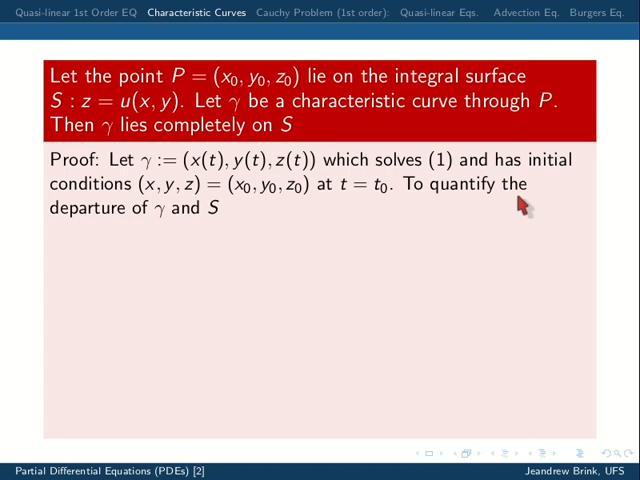 Quasi-linear 1st Order EQ Characteristic Curves Cauchy Problem (1st order): Quasi-linear Eqs. Advection Eq. Burgers Eq.
Let the point P = (x₀, y₀, z₀) lie on the integral surface
S : z = u(x, y). Let γ be a characteristic curve through P.
Then γ lies completely on S
Proof: Let γ := (x(t), y(t), z(t)) which solves (1) and has initial
conditions (x, y, z) = (x₀, y₀, z₀) at t = t₀. To quantify the
departure of γ and S
Partial Differential Equations (PDEs) [2] Jeandrew Brink, UFS